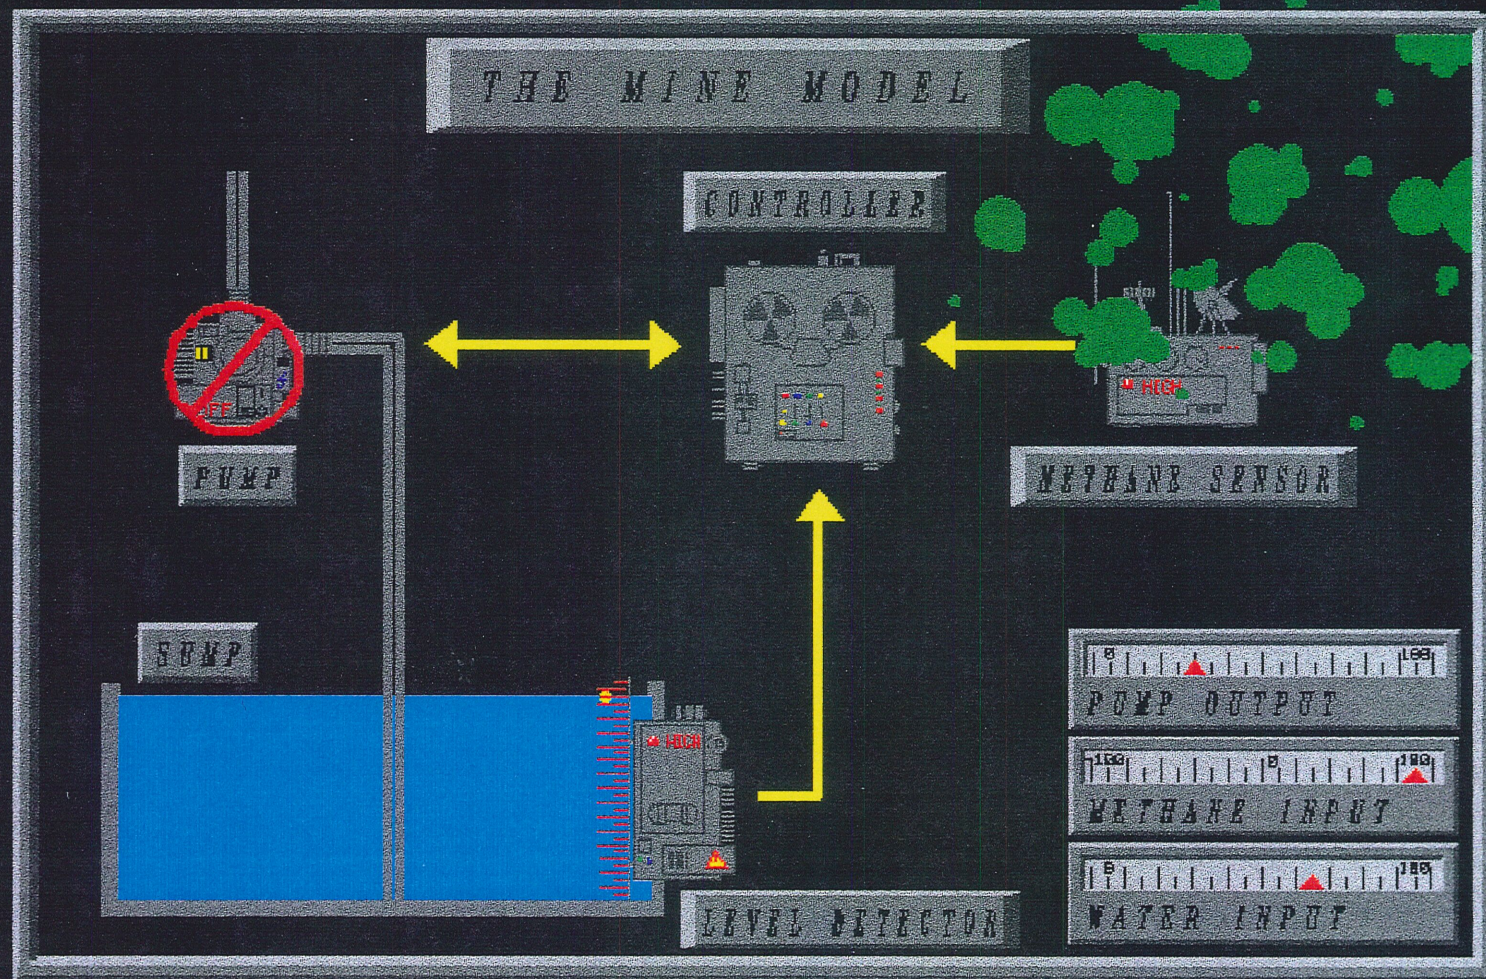 THE MINE MODEL
CONTROLLER
HIGH
PUMP
METHANE SENSOR
SUMP
HIGH
0 100
PUMP OUTPUT
-100 0 100
METHANE INPUT
0 100
WATER INPUT
LEVEL DETECTOR